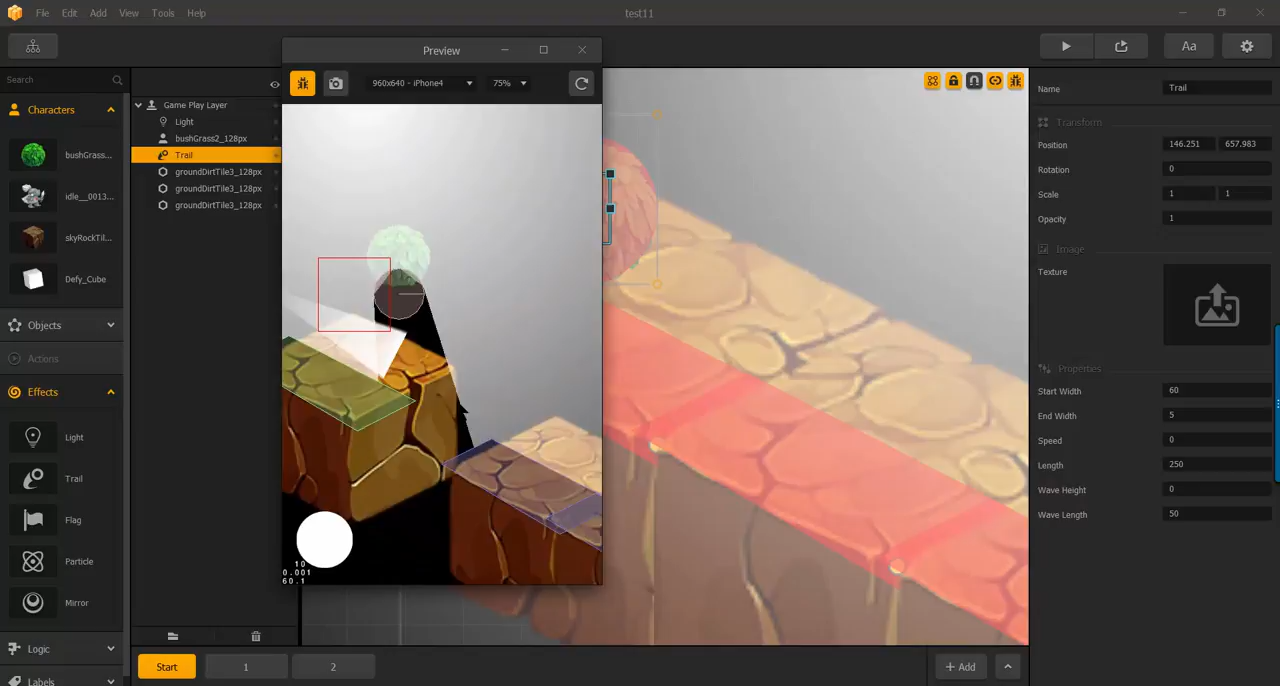 File Edit Add View Tools Help
test11
Preview
Aa
Search
960x640 - iPhone4
75%
Characters
bushGrass...
idle__0013...
skyRockTil...
Defy_Cube
Objects
Actions
Effects
Light
Trail
Flag
Particle
Mirror
Logic
Labels
Game Play Layer
Light
bushGrass2_128px
Trail
groundDirtTile3_128px
groundDirtTile3_128px
groundDirtTile3_128px
10
0.001
60.1
Start
1
2
+ Add
Name Trail
Transform
Position 146.251 657.983
Rotation 0
Scale 1 1
Opacity 1
Image
Texture
Properties
Start Width 60
End Width 5
Speed 0
Length 250
Wave Height 0
Wave Length 50